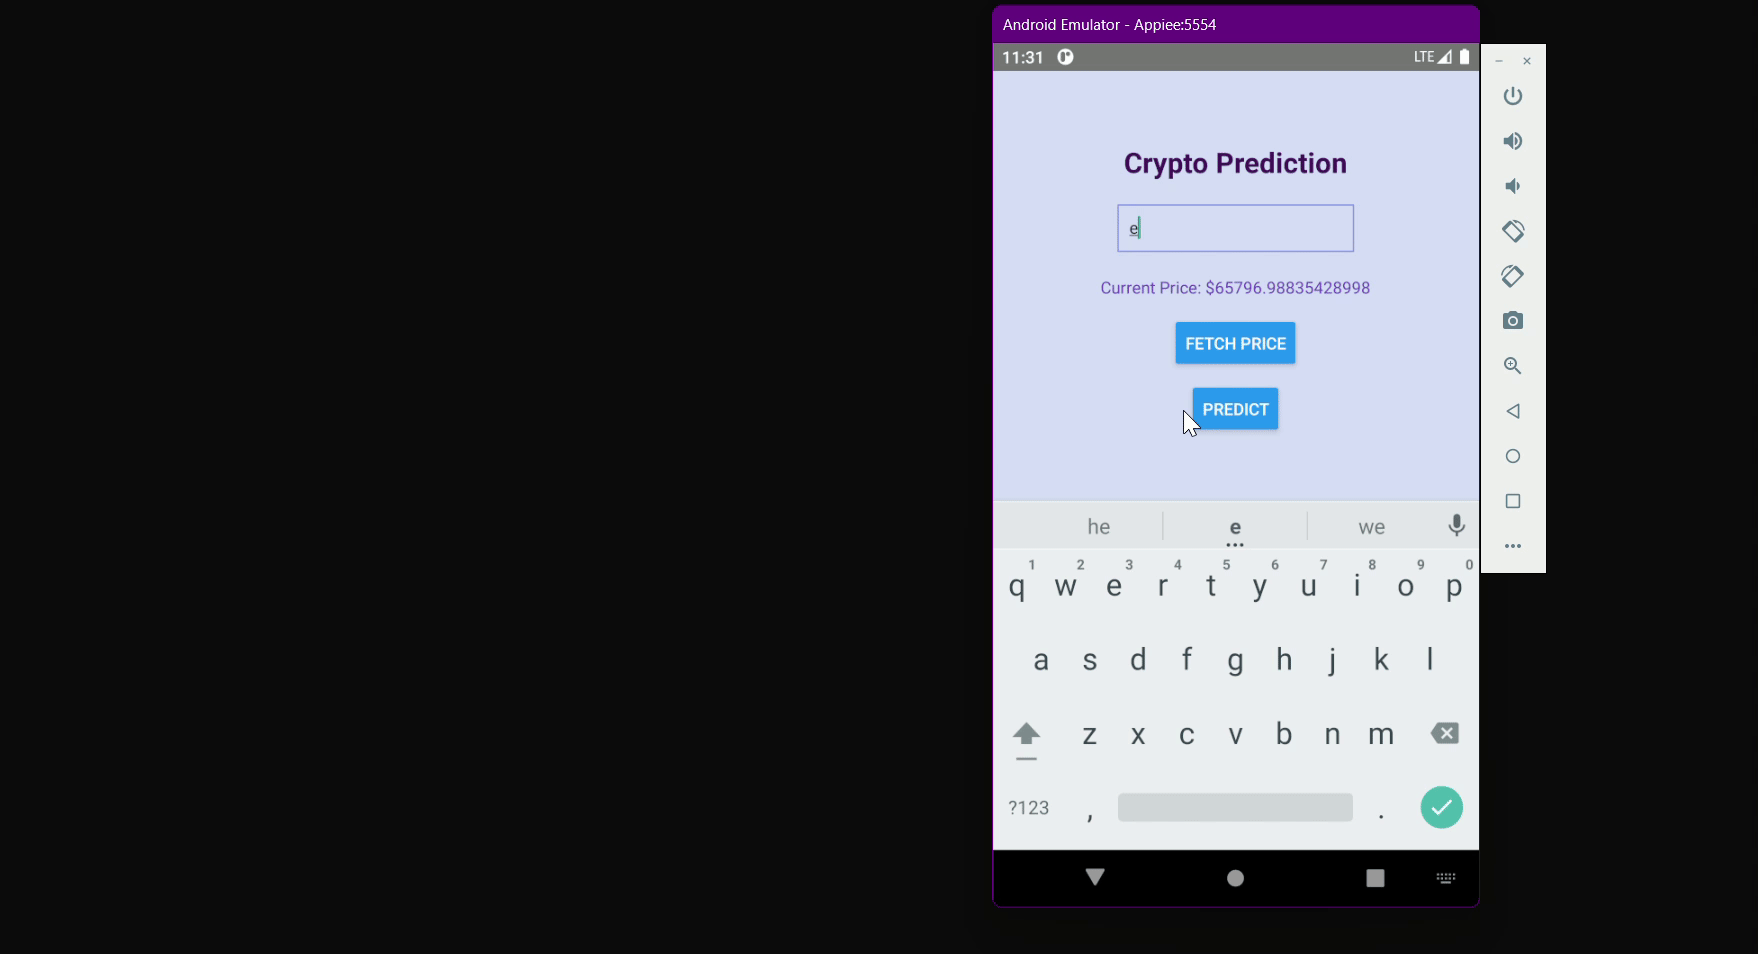 Android Emulator - Appiee:5554
11:31 LTE
Crypto Prediction
e
Current Price: $65796.98835428998
FETCH PRICE
PREDICT
he e we
1 2 3 4 5 6 7 8 9 0
q w e r t y u i o p
a s d f g h j k l
z x c v b n m
?123 , .